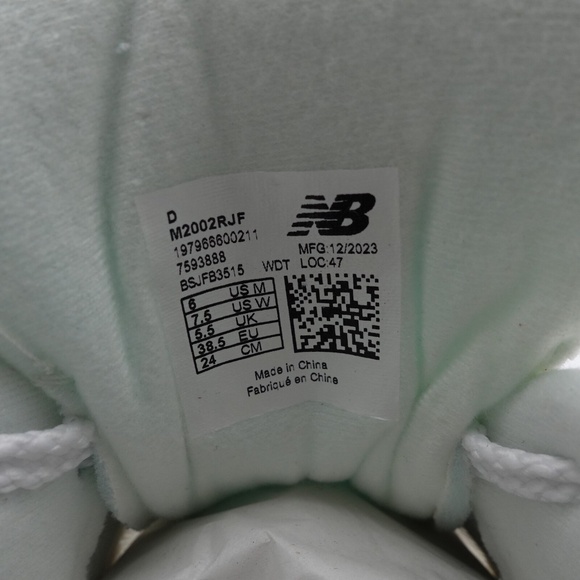 D
M2002RJF
197966600211
7593888
BSJFB3515 WDT
NB
MFG:12/2023
LOC:47
6 US M
7.5 US W
5.5 UK
38.5 EU
24 CM
Made in China
Fabriqué en Chine